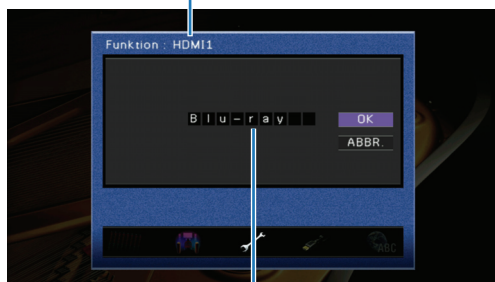 Funktion : HDMI1
Blu-ray
OK
ABBR.
ABC